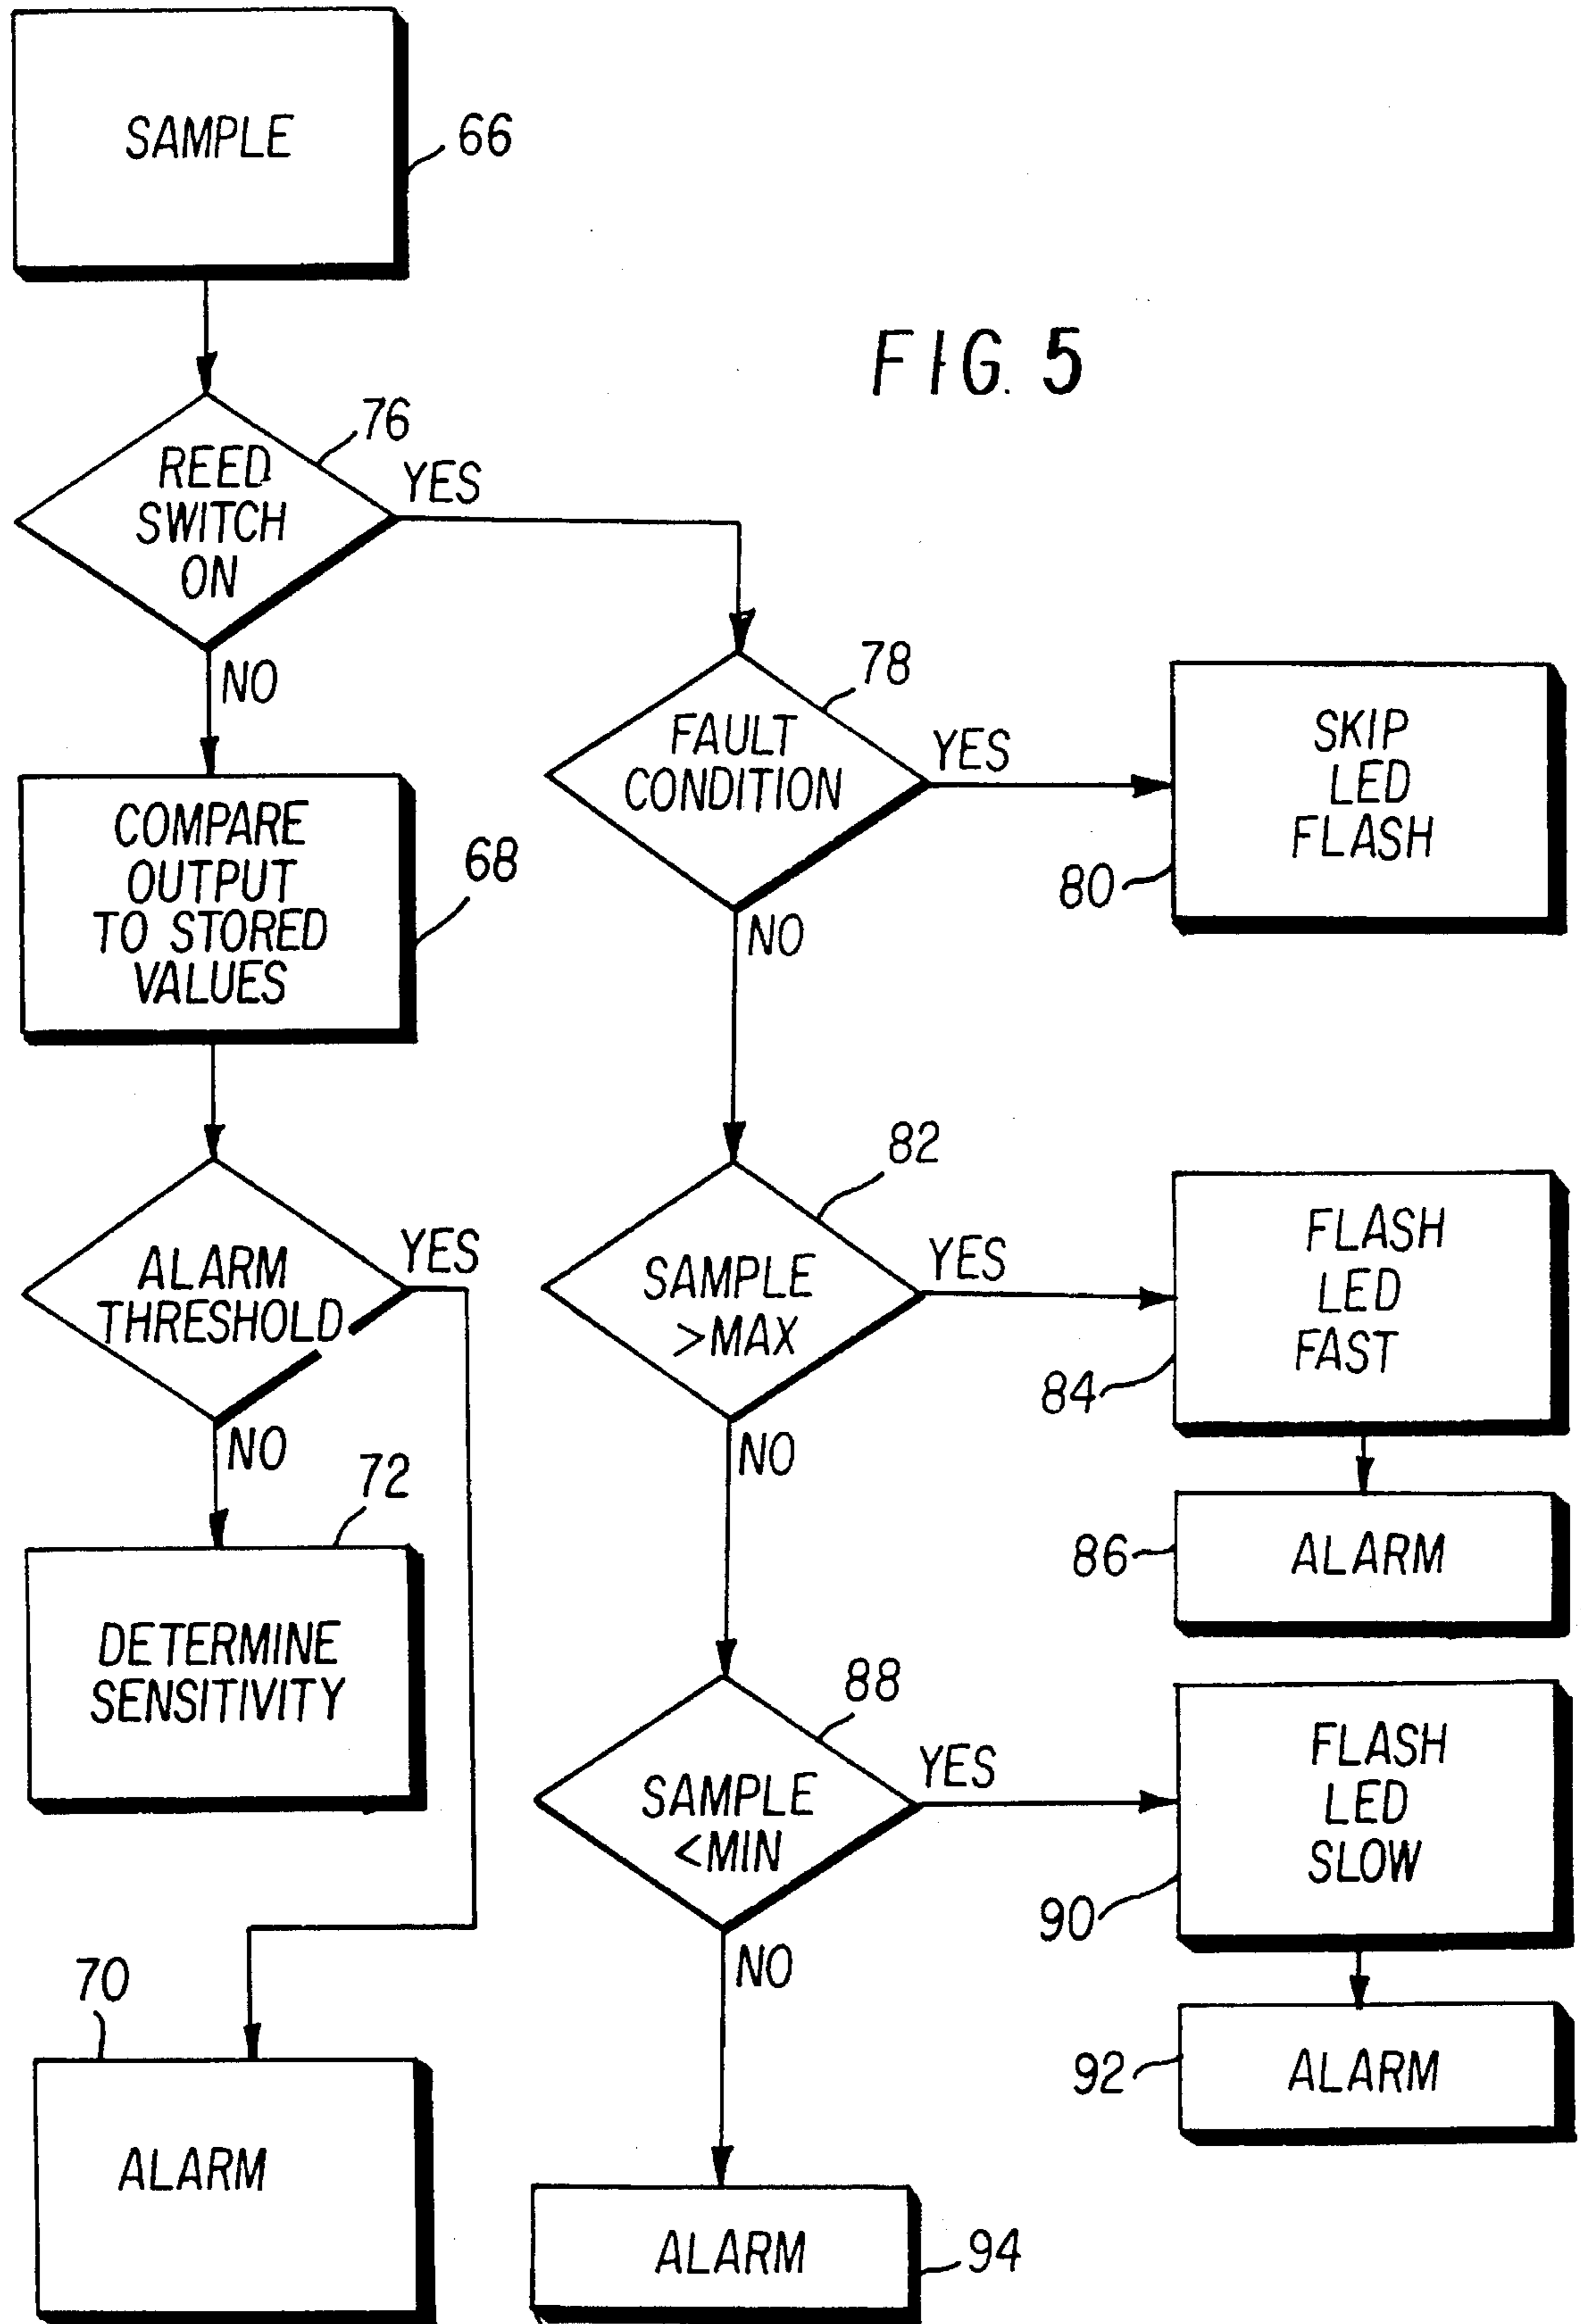 SAMPLE
66
FIG. 5
76
REED
SWITCH
ON
YES
NO
COMPARE
OUTPUT
TO STORED
VALUES
68
ALARM
THRESHOLD
YES
NO
72
DETERMINE
SENSITIVITY
70
ALARM
78
FAULT
CONDITION
YES
NO
SKIP
LED
FLASH
80
82
SAMPLE
>MAX
YES
NO
FLASH
LED
FAST
84
ALARM
86
88
SAMPLE
<MIN
YES
NO
FLASH
LED
SLOW
90
ALARM
92
ALARM
94